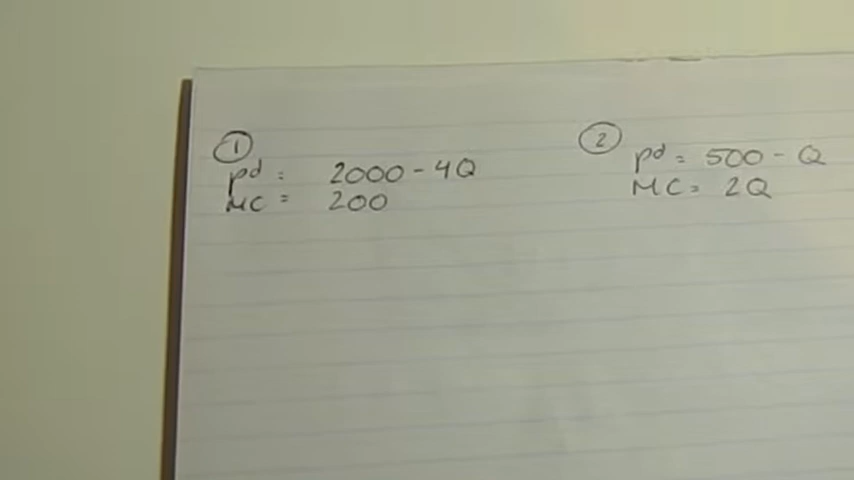 1
pd = 2000 - 4Q
MC = 200
2
pd = 500 - Q
MC = 2Q